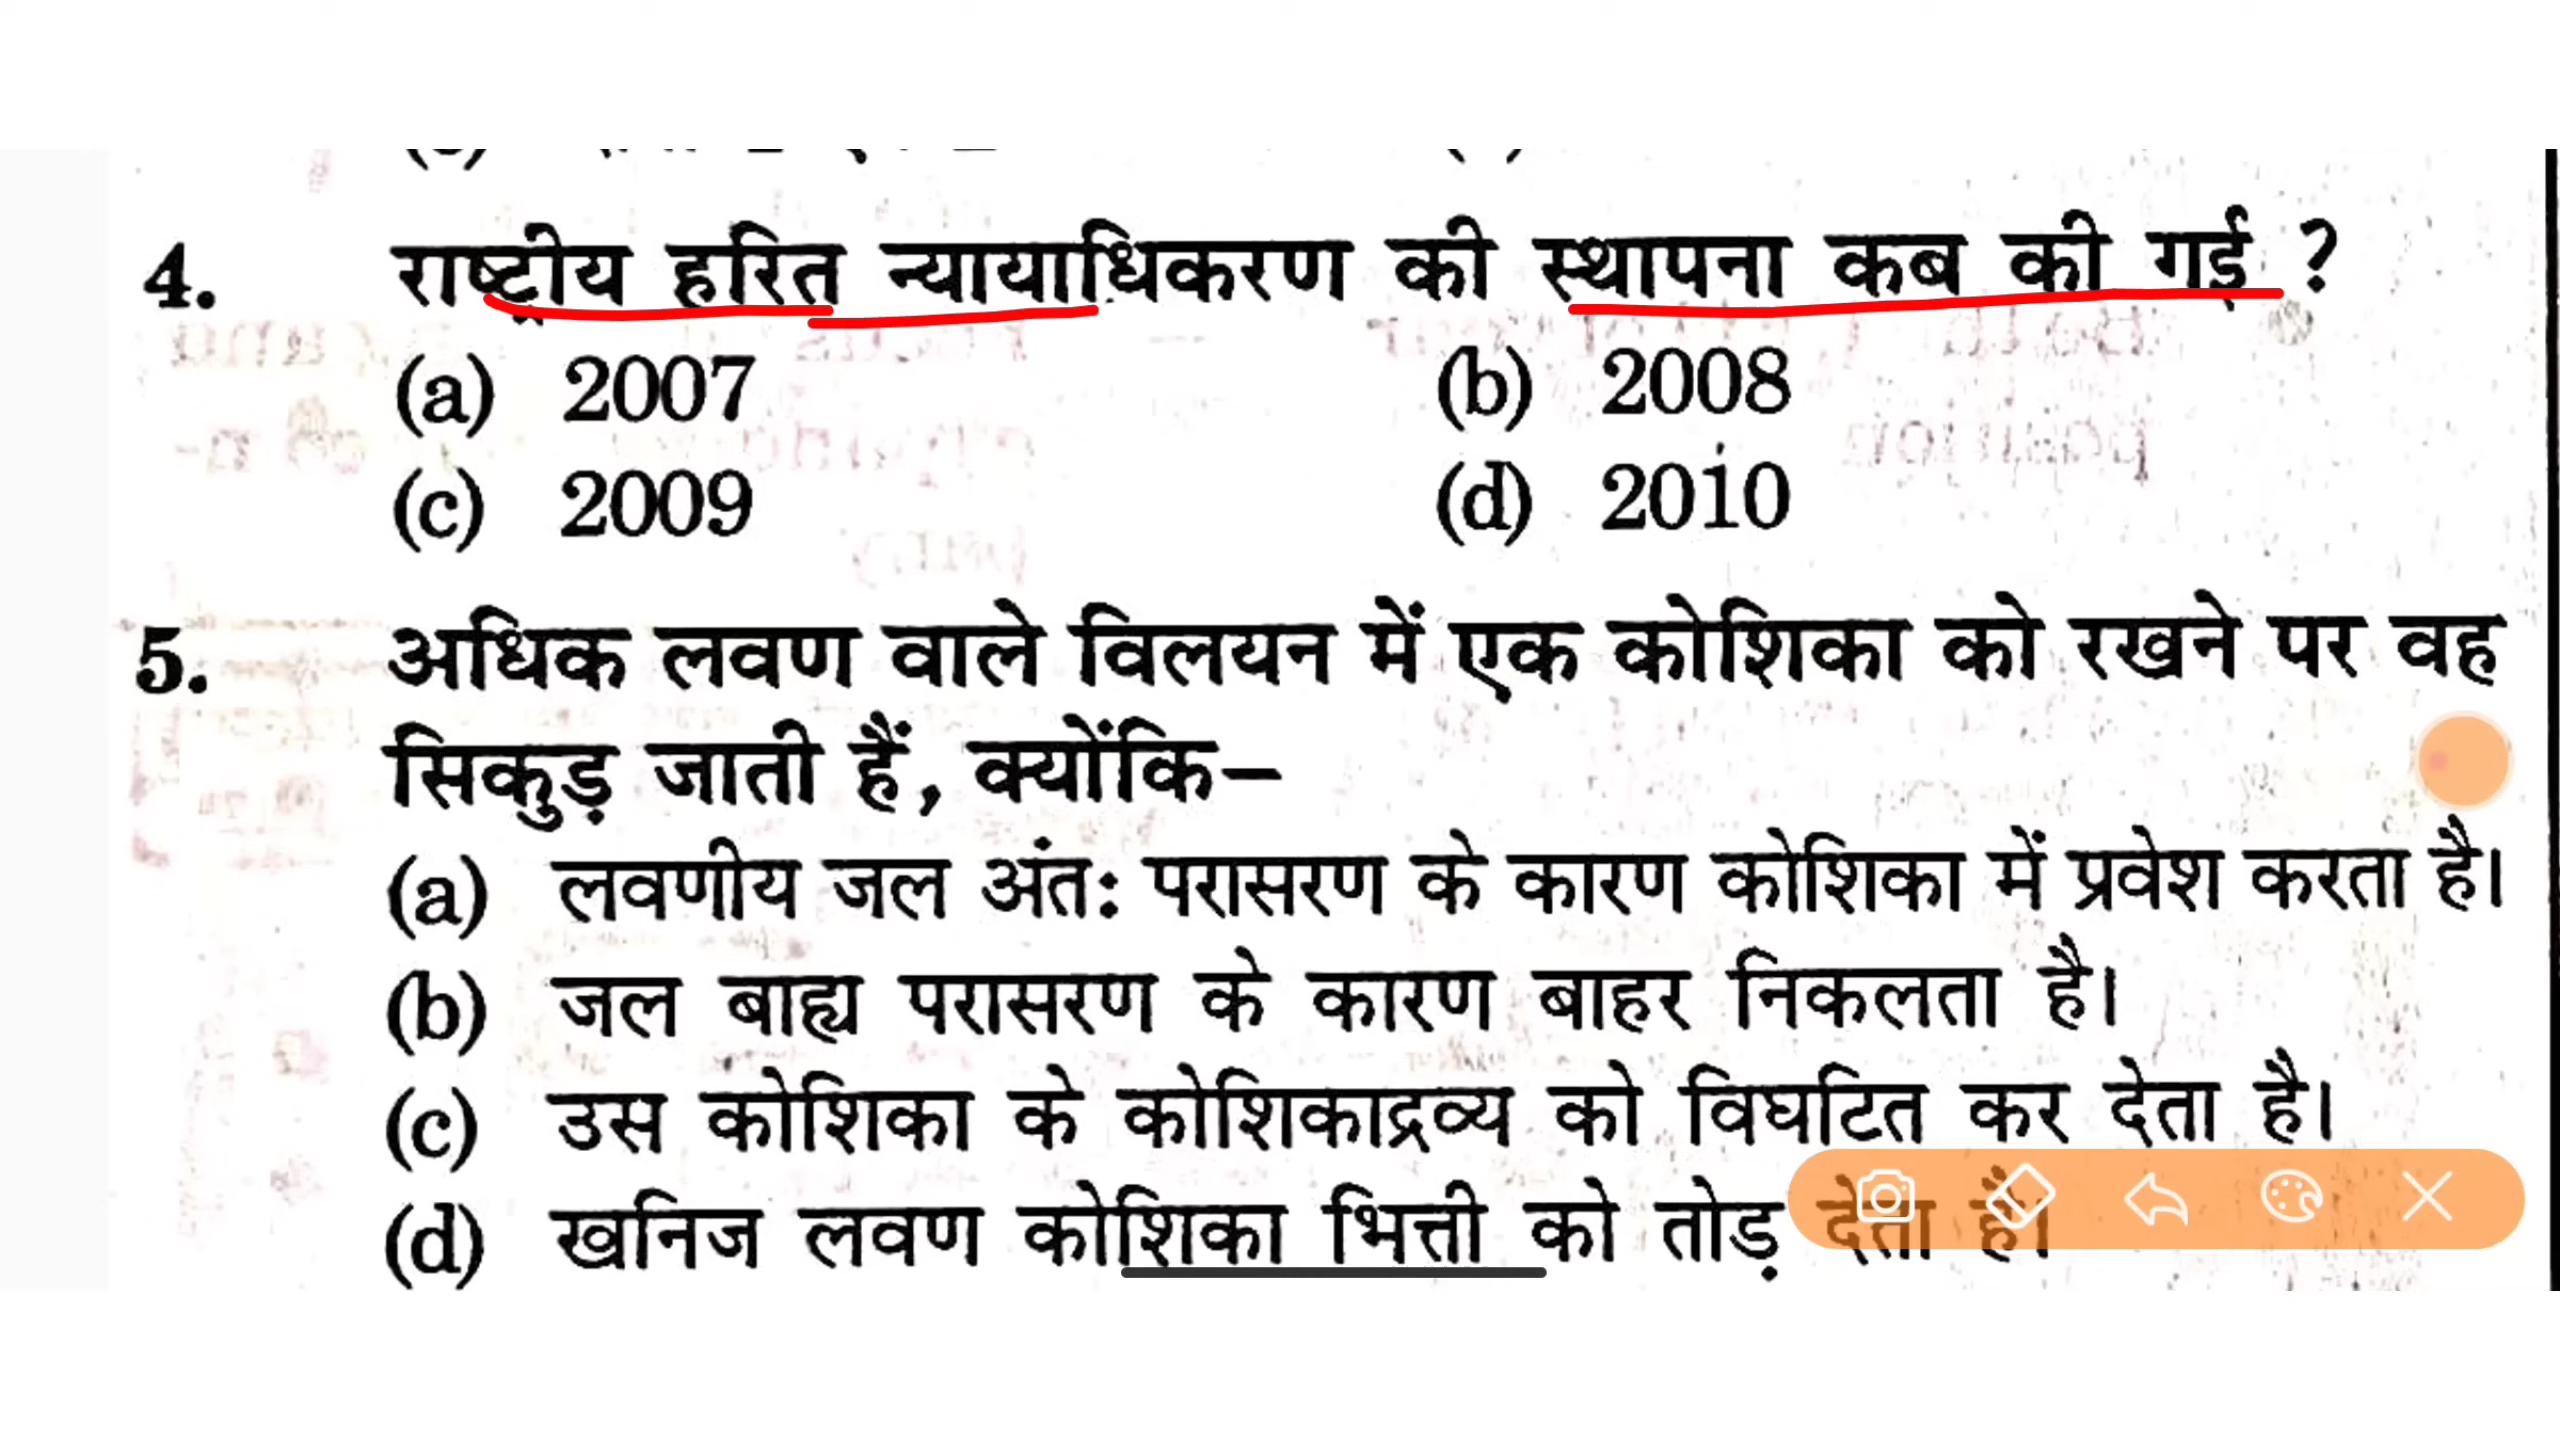 4. राष्ट्रीय हरित न्यायाधिकरण की स्थापना कब की गई ?
(a) 2007 (b) 2008
(c) 2009 (d) 2010
5. अधिक लवण वाले विलयन में एक कोशिका को रखने पर वह
सिकुड़ जाती हैं, क्योंकि–
(a) लवणीय जल अंतः परासरण के कारण कोशिका में प्रवेश करता है।
(b) जल बाह्य परासरण के कारण बाहर निकलता है।
(c) उस कोशिका के कोशिकाद्रव्य को विघटित कर देता है।
(d) खनिज लवण कोशिका भित्ती को तोड़ देता है।